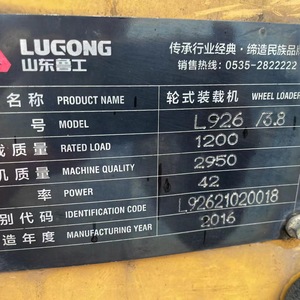 LUGONG
山东鲁工
传承行业经典·缔造民族品牌
销售热线：0535-2822222
名称 PRODUCT NAME 轮式装载机 WHEEL LOADER
号 MODEL L926 /3.8
载质量 RATED LOAD 1200
机质量 MACHINE QUALITY 2950
率 POWER 42
别代码 IDENTIFICATION CODE L92621020018
造年度 MANUFACTURING YEAR 2016